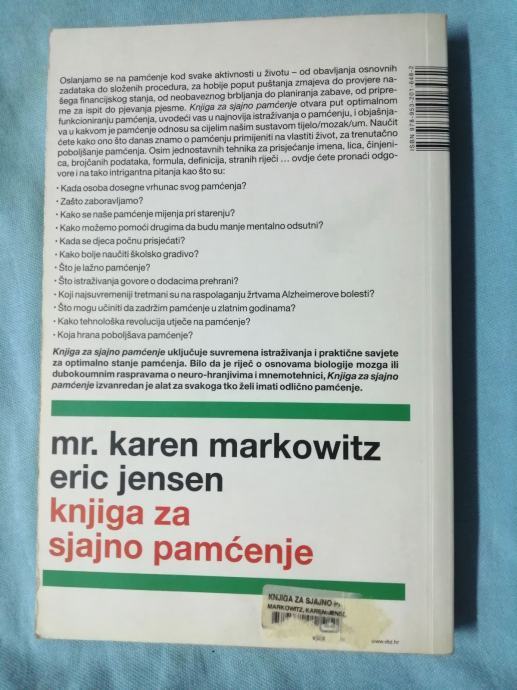 Oslanjamo se na pamćenje kod svake aktivnosti u životu – od obavljanja osnovnih
zadataka do složenih procedura, za hobije poput puštanja zmajeva do provjere na-
šega financijskog stanja, od neobaveznog brbljanja do planiranja zabave, od pripre-
me za ispit do pjevanja pjesme. Knjiga za sjajno pamćenje otvara put optimalnom
funkcioniranju pamćenja, uvodeći vas u najnovija istraživanja o pamćenju, i objašnja-
va u kakvom je pamćenje odnosu sa cijelim našim sustavom tijelo/mozak/um. Naučit
ćete kako ono što danas znamo o pamćenju primijeniti na vlastiti život, za trenutačno
poboljšanje pamćenja. Osim jednostavnih tehnika za prisjećanje imena, lica, činjeni-
ca, brojčanih podataka, formula, definicija, stranih riječi ... ovdje ćete pronaći odgo-
vore i na tako intrigantna pitanja kao što su:
• Kada osoba dosegne vrhunac svog pamćenja?
• Zašto zaboravljamo?
• Kako se naše pamćenje mijenja pri starenju?
• Kako možemo pomoći drugima da budu manje mentalno odsutni?
• Kada se djeca počnu prisjećati?
• Kako bolje naučiti školsko gradivo?
• Što je lažno pamćenje?
• Što istraživanja govore o dodacima prehrani?
• Koji najsuvremeniji tretmani su na raspolaganju žrtvama Alzheimerove bolesti?
• Što mogu učiniti da zadržim pamćenje u zlatnim godinama?
• Kako tehnološka revolucija utječe na pamćenje?
• Koja hrana poboljšava pamćenje?
Knjiga za sjajno pamćenje uključuje suvremena istraživanja i praktične savjete
za optimalno stanje pamćenja. Bilo da je riječ o osnovama biologije mozga ili
dubokoumnim raspravama o neuro-hranjivima i mnemotehnici, Knjiga za sjajno
pamćenje izvanredan je alat za svakoga tko želi imati odlično pamćenje.
mr. karen markowitz
eric jensen
knjiga za
sjajno pamćenje
KNJIGA ZA SJAJNO
MARKOWITZ, KAREN